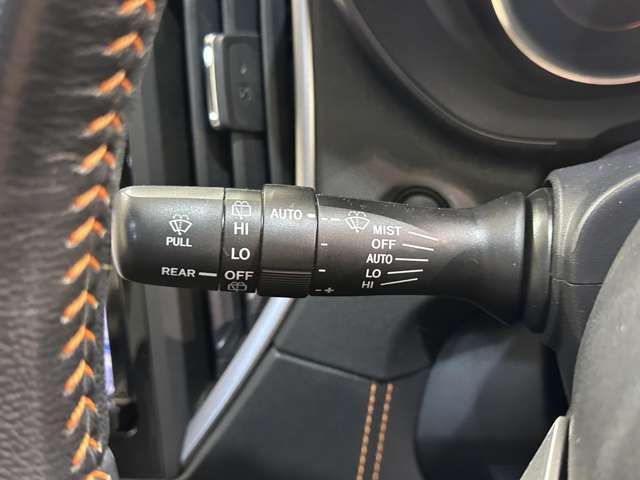 PULL
REAR
HI
LO
OFF
AUTO
- +
MIST
OFF
AUTO
LO
HI